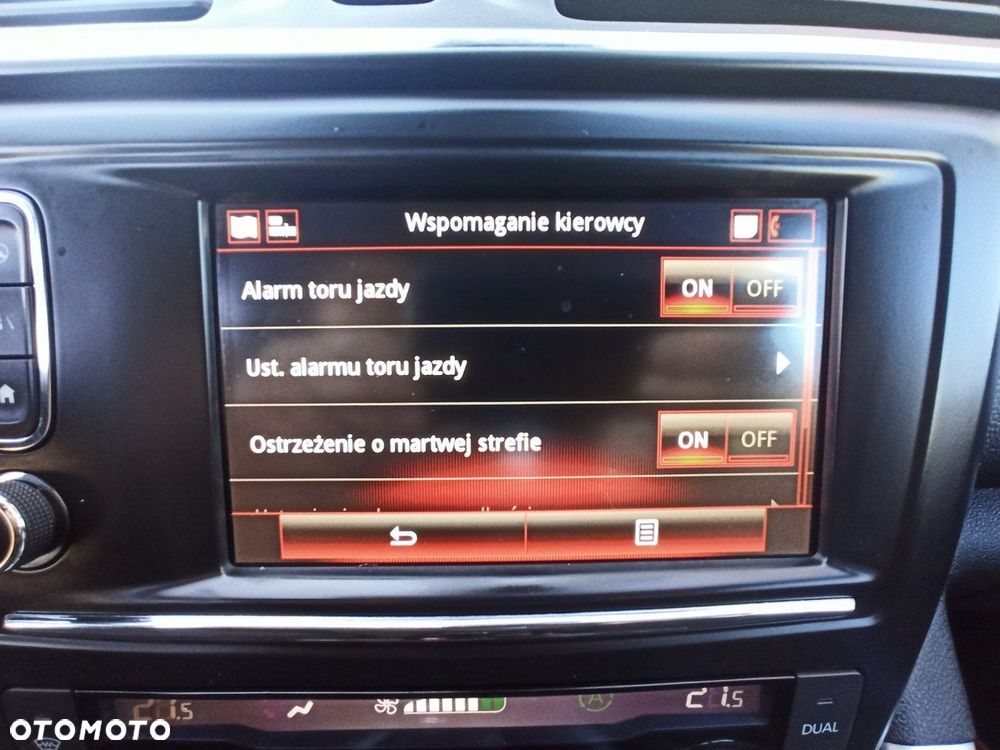 Wspomaganie kierowcy
Alarm toru jazdy
ON OFF
Ust. alarmu toru jazdy
Ostrzeżenie o martwej strefie
ON OFF
21.5
A
21.5
DUAL
OTOMOTO